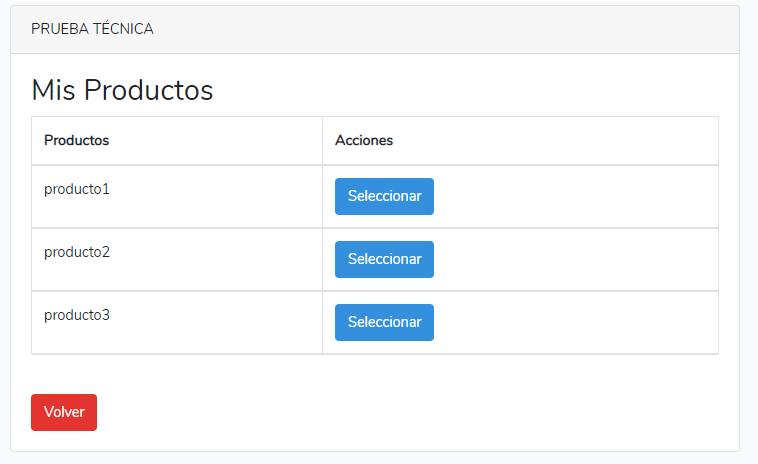 PRUEBA TÉCNICA
Mis Productos
Productos Acciones
producto1 Seleccionar
producto2 Seleccionar
producto3 Seleccionar
Volver